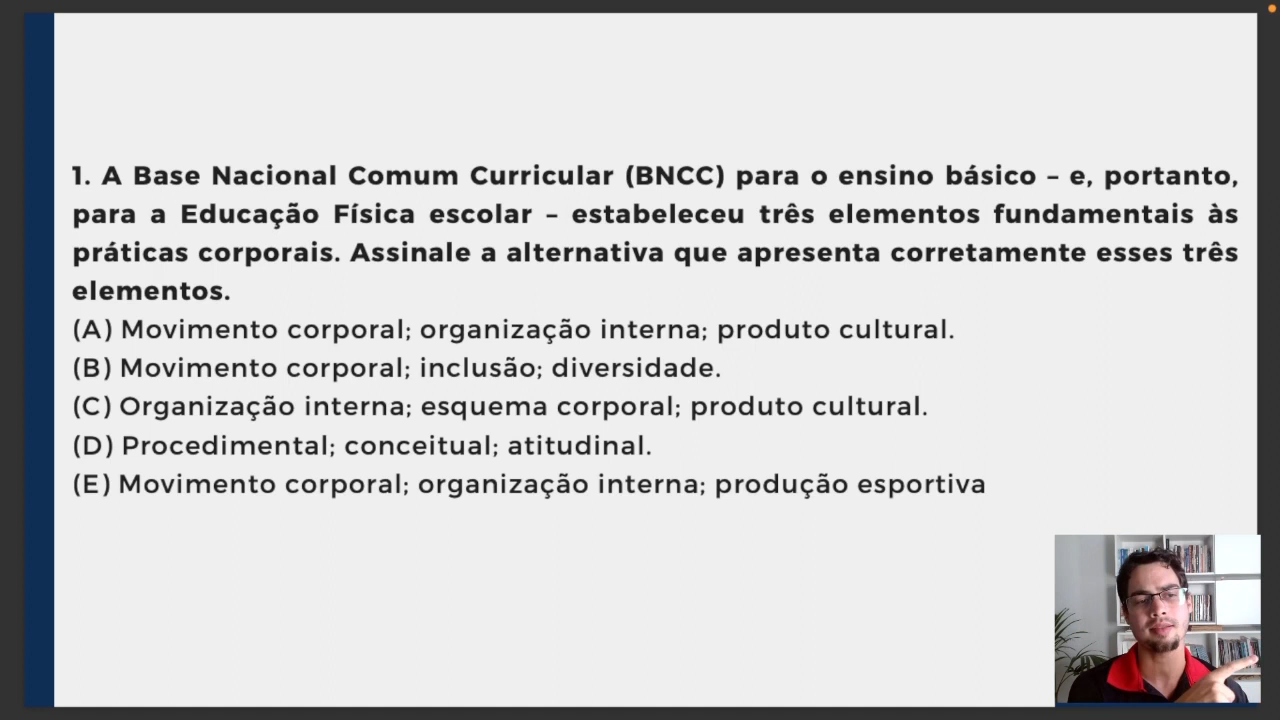 1. A Base Nacional Comum Curricular (BNCC) para o ensino básico – e, portanto,
para a Educação Física escolar – estabeleceu três elementos fundamentais às
práticas corporais. Assinale a alternativa que apresenta corretamente esses três
elementos.
(A) Movimento corporal; organização interna; produto cultural.
(B) Movimento corporal; inclusão; diversidade.
(C) Organização interna; esquema corporal; produto cultural.
(D) Procedimental; conceitual; atitudinal.
(E) Movimento corporal; organização interna; produção esportiva